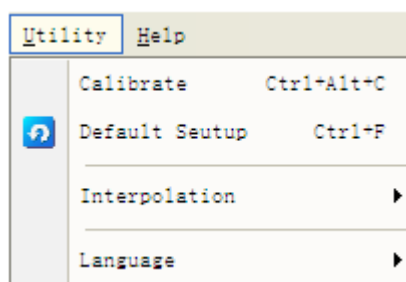 Utility Help
Calibrate Ctrl+Alt+C
Default Seutup Ctrl+F
Interpolation
Language